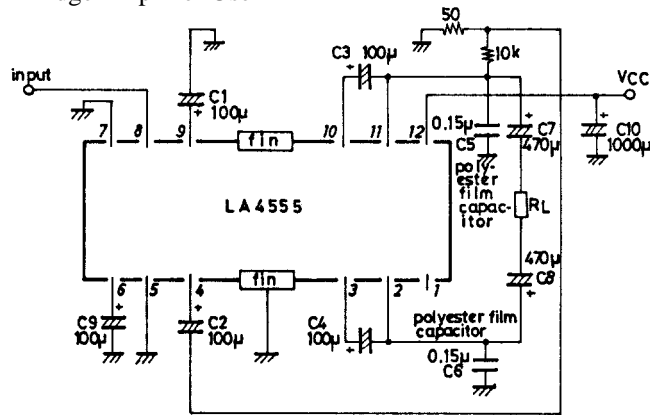 50
10k
C3
100µ
input
C1
100µ
VCC
7
8
9
fin
10
11
12
0.15µ
C5
C7
470µ
C10
1000µ
poly-
ester
film
capac-
itor
LA4555
RL
470µ
C8
6
5
4
fin
3
2
1
C9
100µ
C2
100µ
C4
100µ
polyester film
capacitor
0.15µ
C6